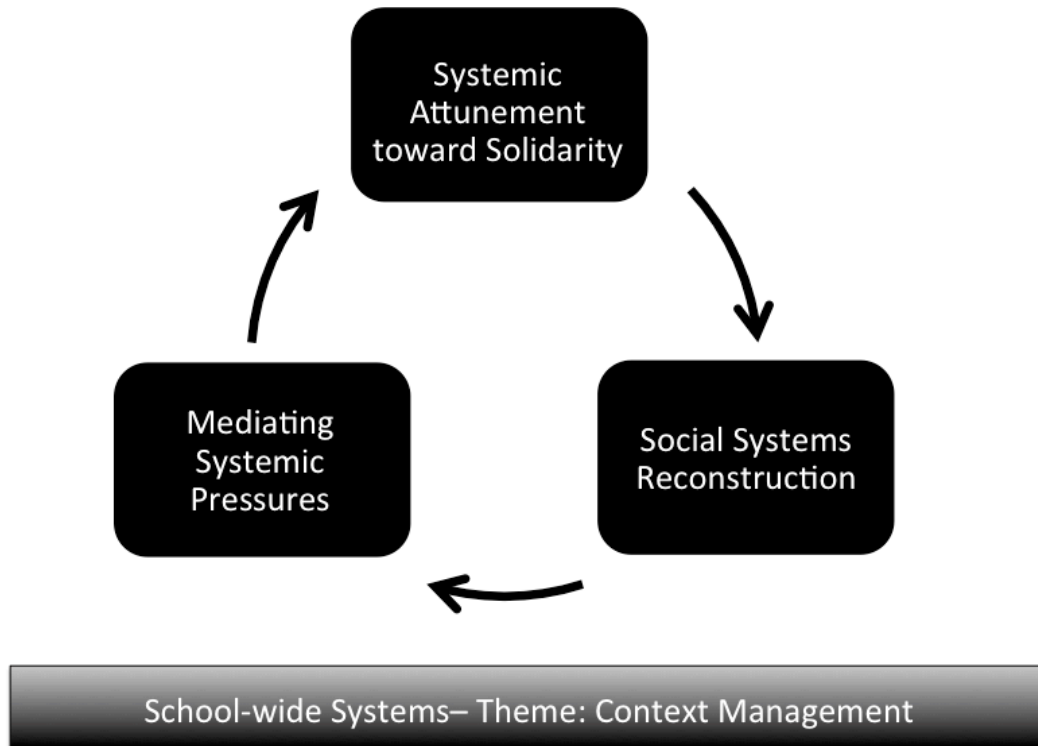 Systemic
Attunement
toward Solidarity
Mediating
Systemic
Pressures
Social Systems
Reconstruction
School-wide Systems– Theme: Context Management